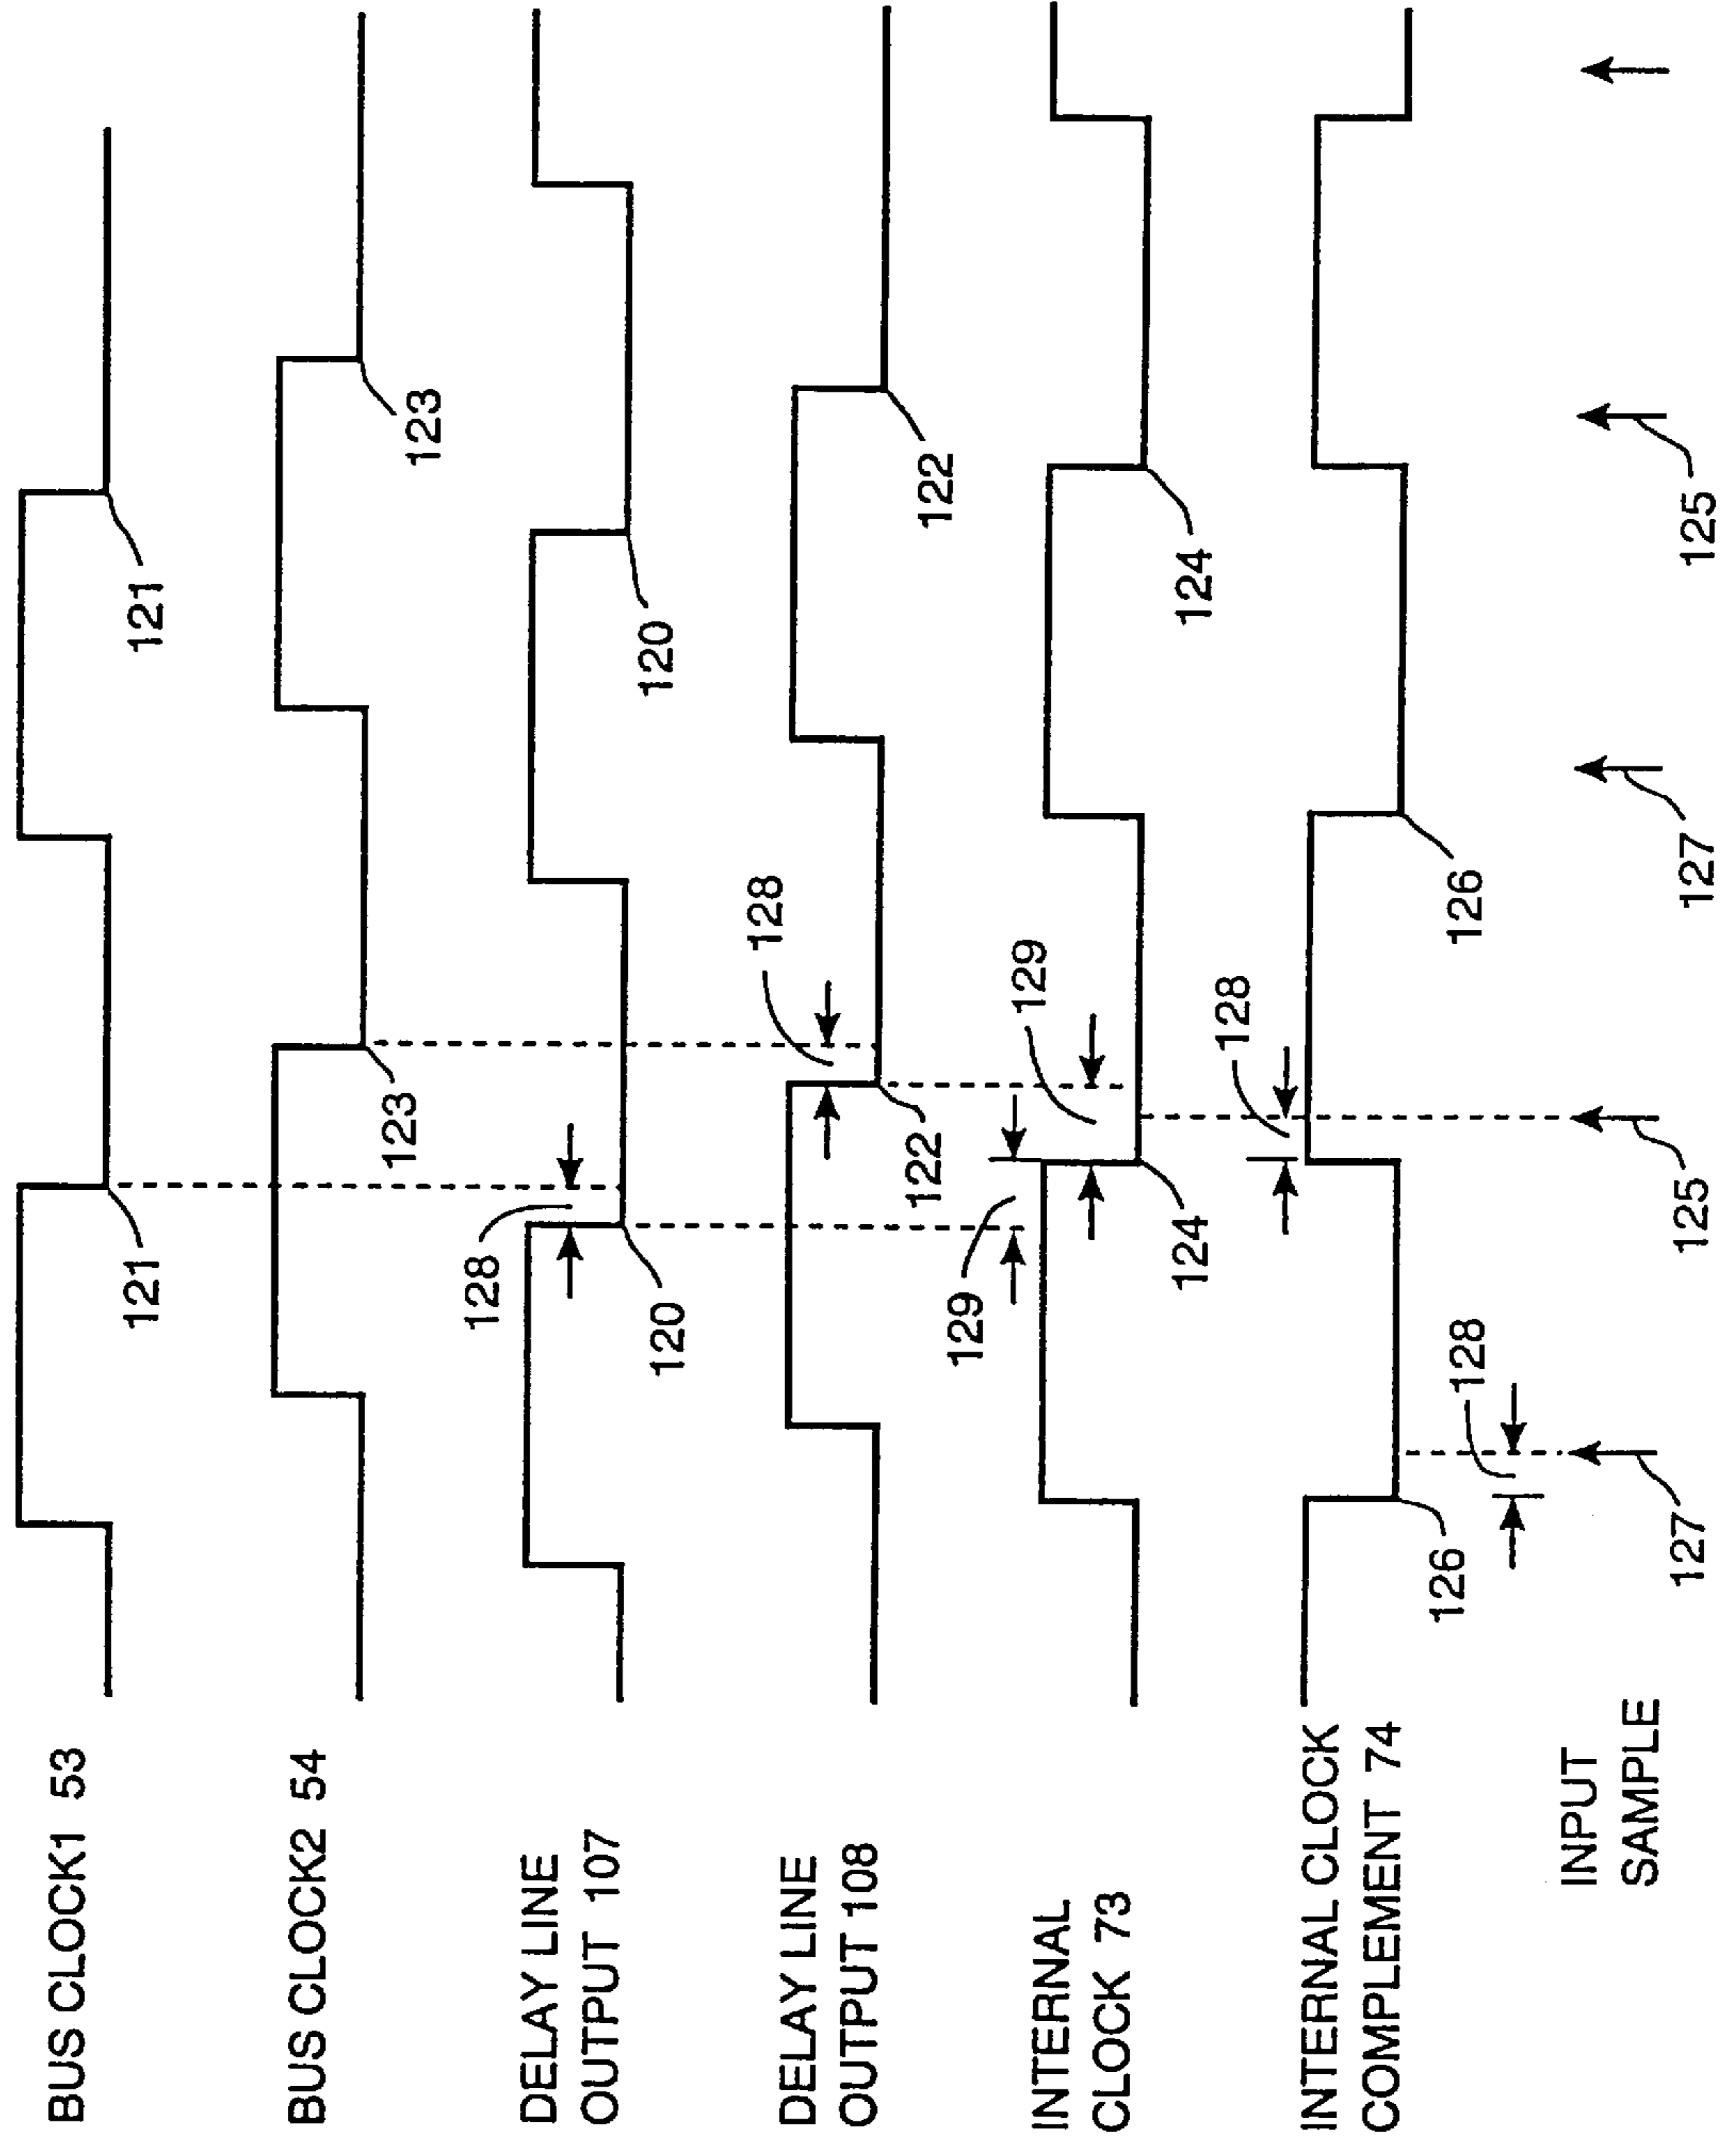 BUS CLOCK1 53
121
121
BUS CLOCK2 54
123
123
DELAY LINE
OUTPUT 107
128
120
120
DELAY LINE
OUTPUT 108
128
122
122
INTERNAL
CLOCK 73
129
129
124
124
INTERNAL CLOCK
COMPLEMENT 74
128
126
126
128
INPUT
SAMPLE
127
125
127
125